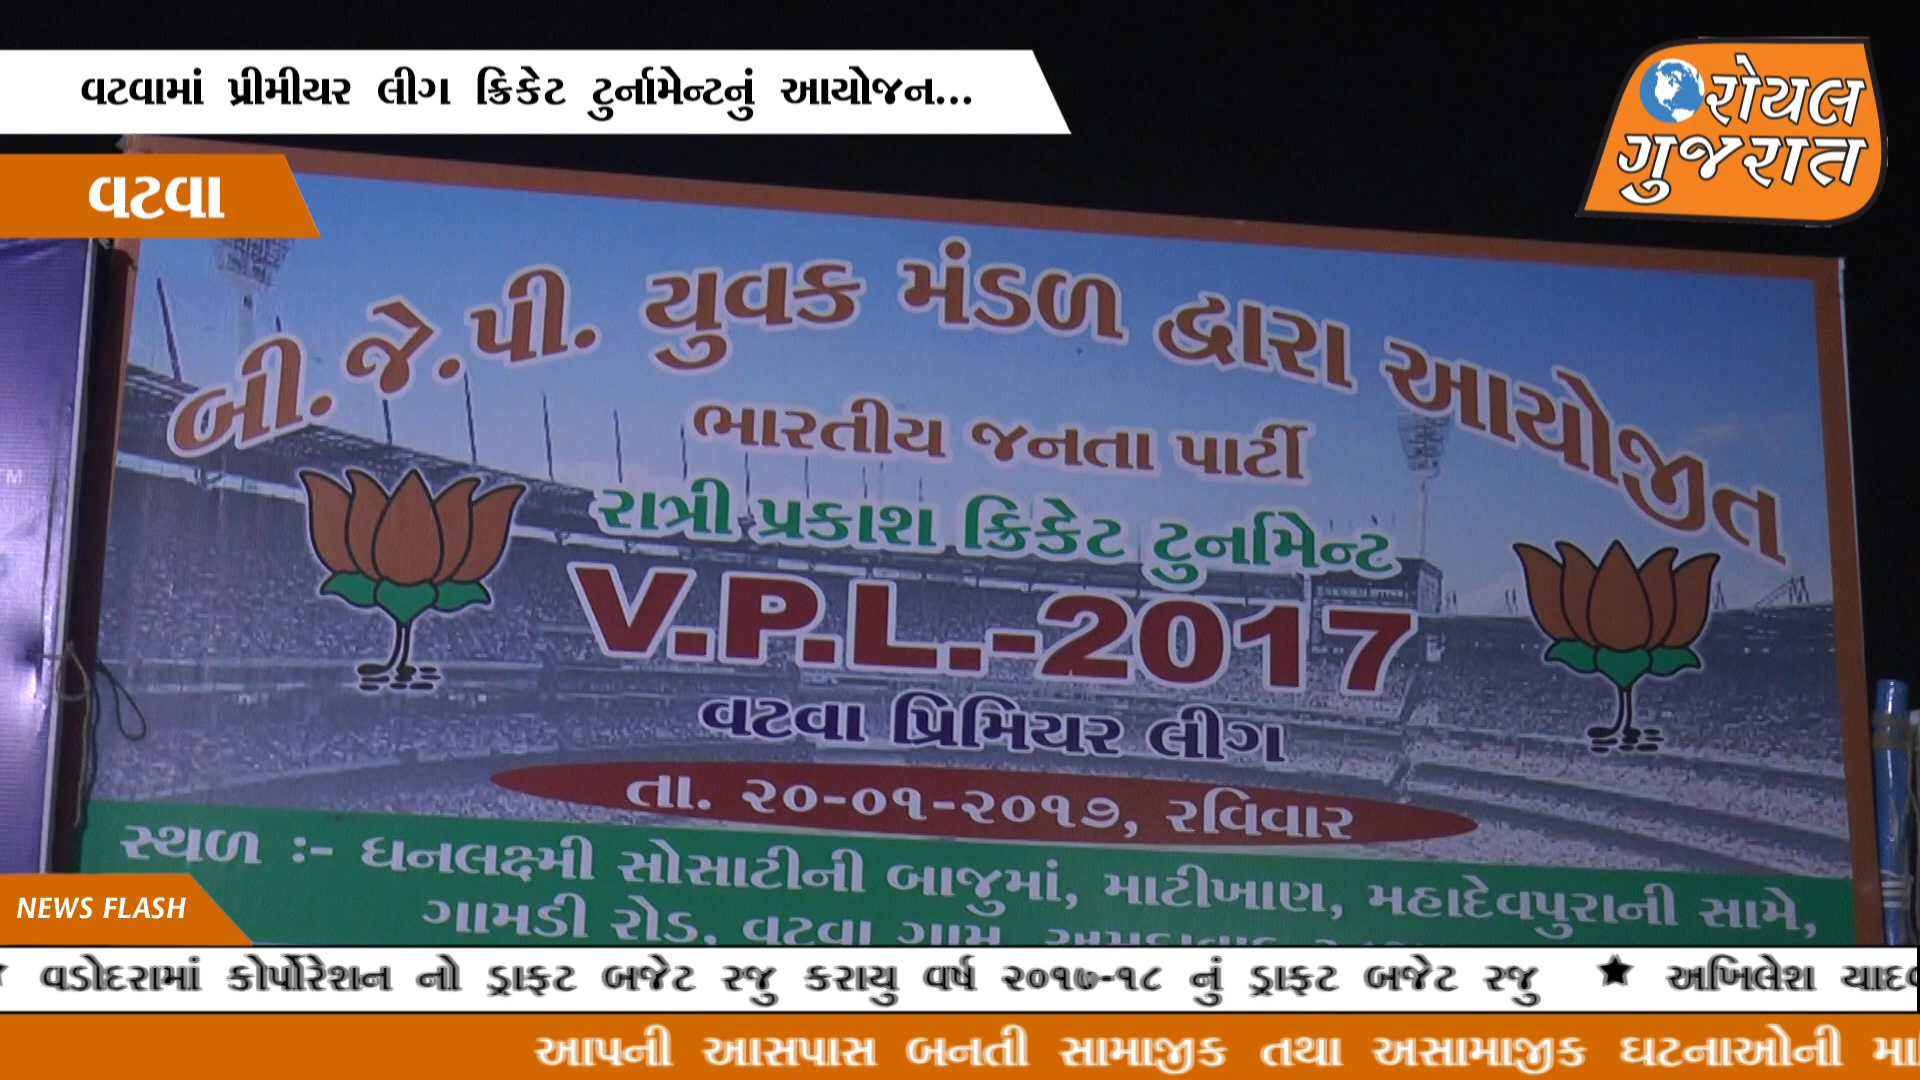 વટવામાં પ્રીમીયર લીગ ક્રિકેટ ટુર્નામેન્ટનું આયોજન...
રોયલ
ગુજરાત
વટવા
બી.જે.પી. યુવક મંડળ દ્વારા આયોજીત
ભારતીય જનતા પાર્ટી
રાત્રી પ્રકાશ ક્રિકેટ ટુર્નામેન્ટ
V.P.L.-2017
વટવા પ્રિમિયર લીગ
તા. ૨૦-૦૧-૨૦૧૭, રવિવાર
સ્થળ :- ધનલક્ષ્મી સોસાટીની બાજુમાં, માટીખાણ, મહાદેવપુરાની સામે,
ગામડી રોડ, વટવા ગામ,
NEWS FLASH
વડોદરામાં કોર્પોરેશન નો ડ્રાફ્ટ બજેટ રજુ કરાયુ વર્ષ ૨૦૧૭-૧૮ નું ડ્રાફ્ટ બજેટ રજુ ★ અખિલેશ યાદવ
આપની આસપાસ બનતી સામાજીક તથા અસામાજીક ઘટનાઓની મા